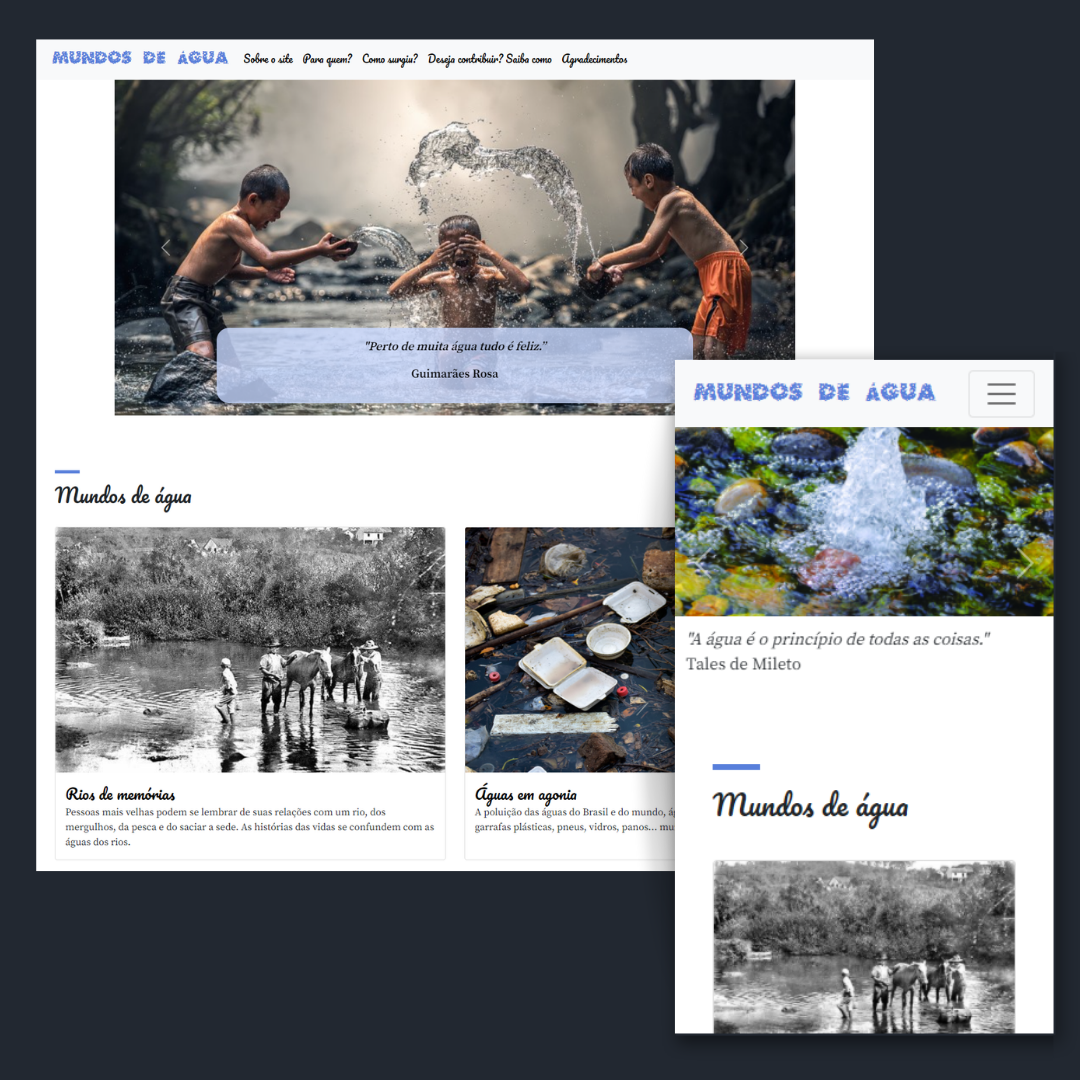 MUNDOS DE ÁGUA Sobre o site Para quem? Como surgiu? Deseja contribuir? Saiba como Agradecimentos
"Perto de muita água tudo é feliz."
Guimarães Rosa
Mundos de água
Rios de memórias
Pessoas mais velhas podem se lembrar de suas relações com um rio, dos
mergulhos, da pesca e do saciar a sede. As histórias das vidas se confundem com as
águas dos rios.
Águas em agonia
A poluição das águas do Brasil e do mundo,
garrafas plásticas, pneus, vidros, panos...
MUNDOS DE ÁGUA
"A água é o princípio de todas as coisas."
Tales de Mileto
Mundos de água